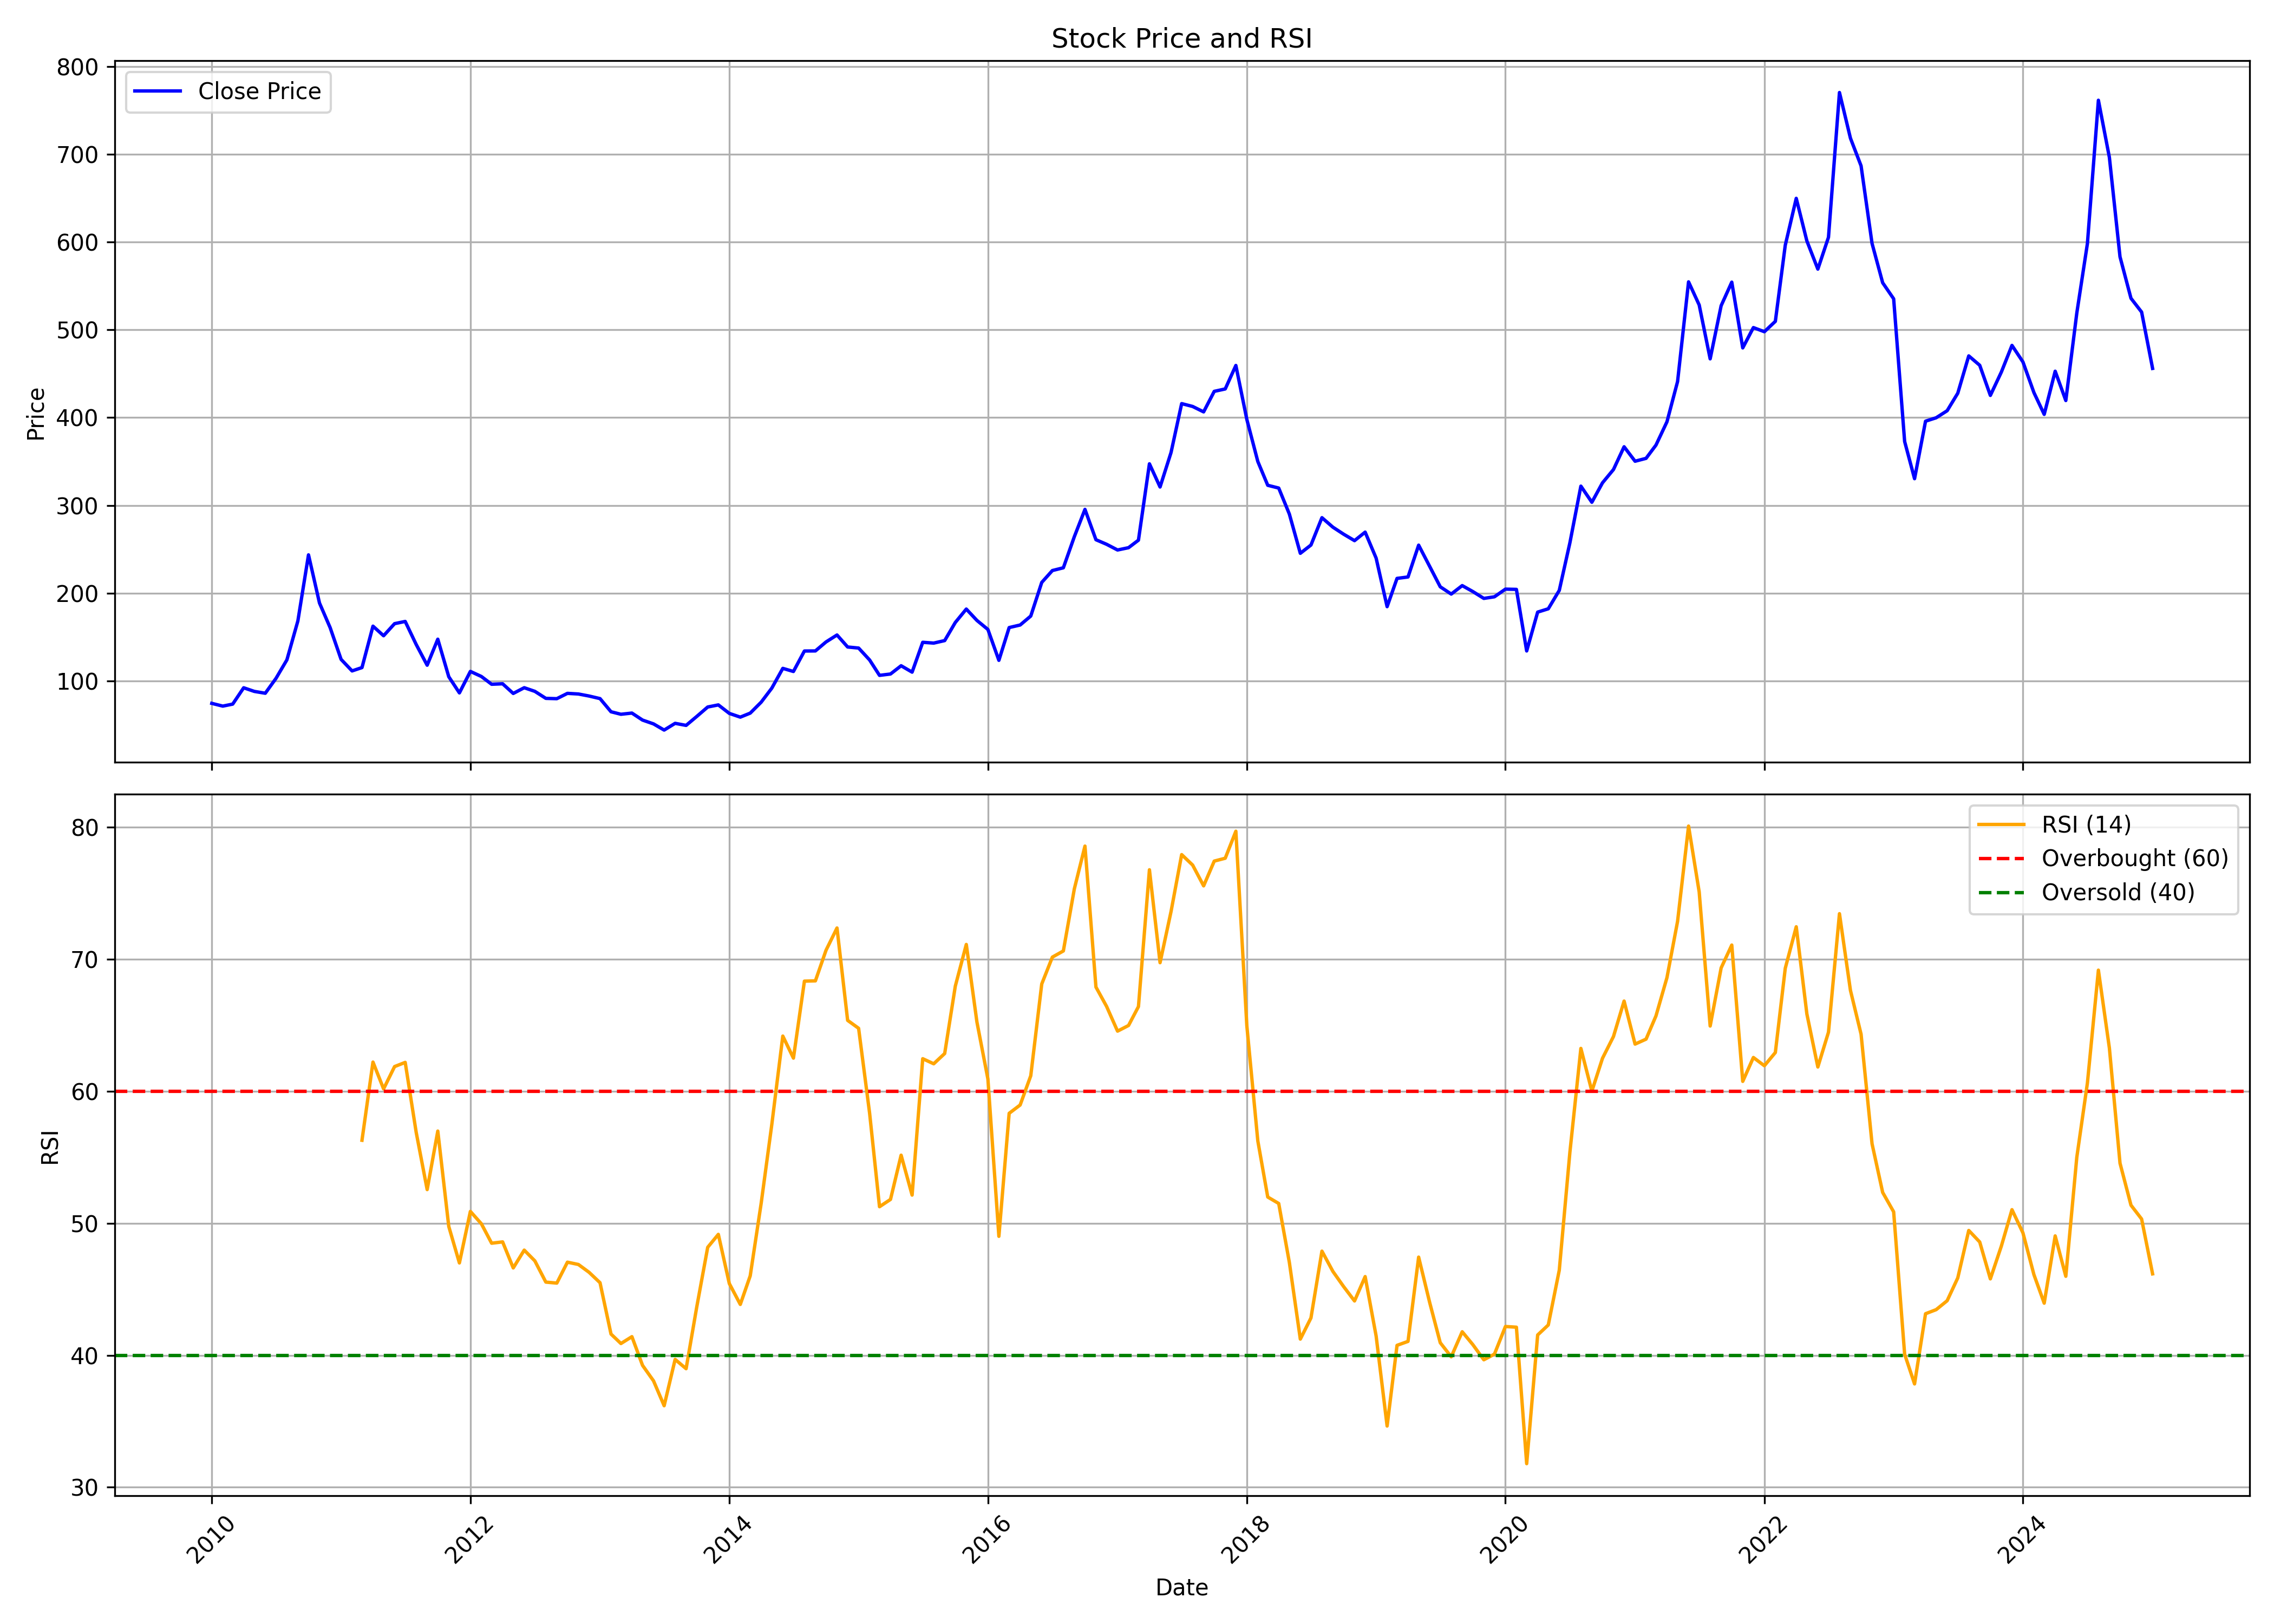 Stock Price and RSI
800
700
600
500
400
300
200
100
Price
Close Price
80
70
60
50
40
30
RSI
RSI (14)
Overbought (60)
Oversold (40)
2010
2012
2014
2016
2018
2020
2022
2024
Date